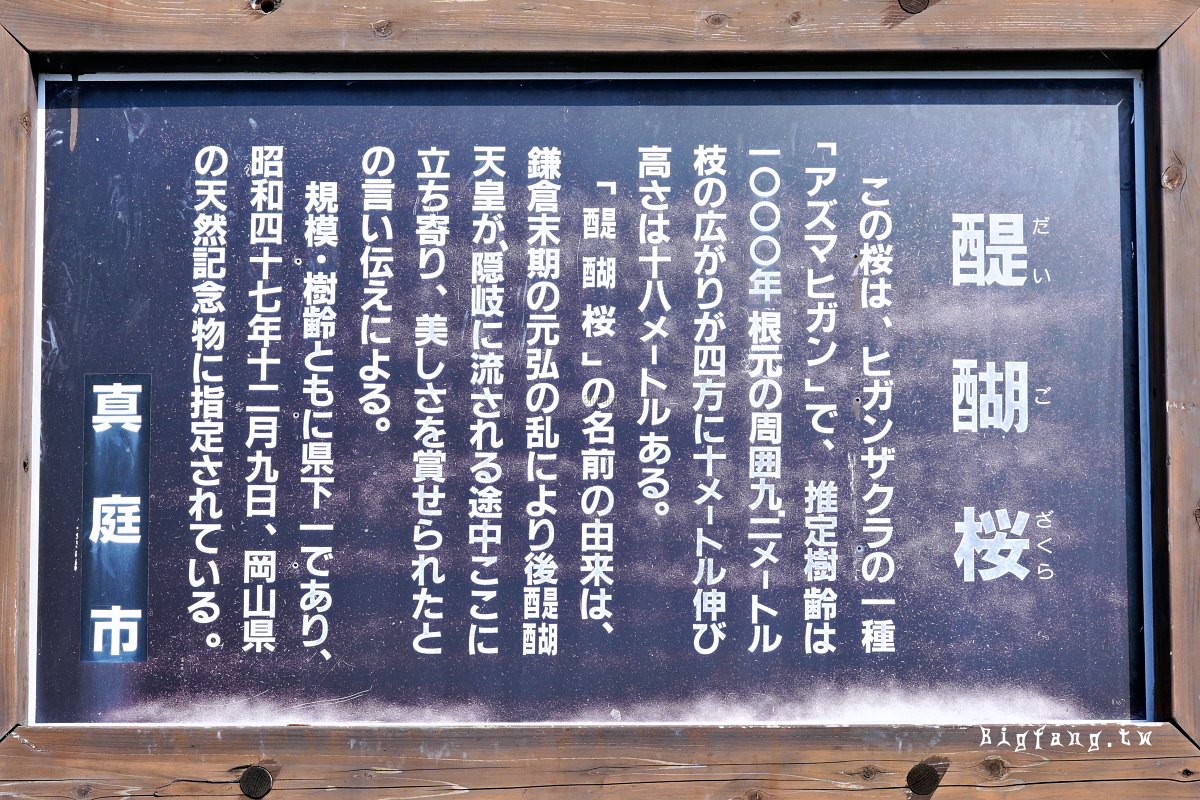 醍醐桜
だいござくら
この桜は、ヒガンザクラの一種
「アズマヒガン」で、推定樹齢は
一〇〇〇年根元の周囲九・二メートル
枝の広がりが四方に十メートル伸び
高さは十八メートルある。
「醍醐桜」の名前の由来は、
鎌倉末期の元弘の乱により後醍醐
天皇が、隠岐に流される途中ここに
立ち寄り、美しさを賞せられたと
の言い伝えによる。
規模・樹齢ともに県下一であり、
昭和四十七年十二月九日、岡山県
の天然記念物に指定されている。
真庭市
Bigfang.tw